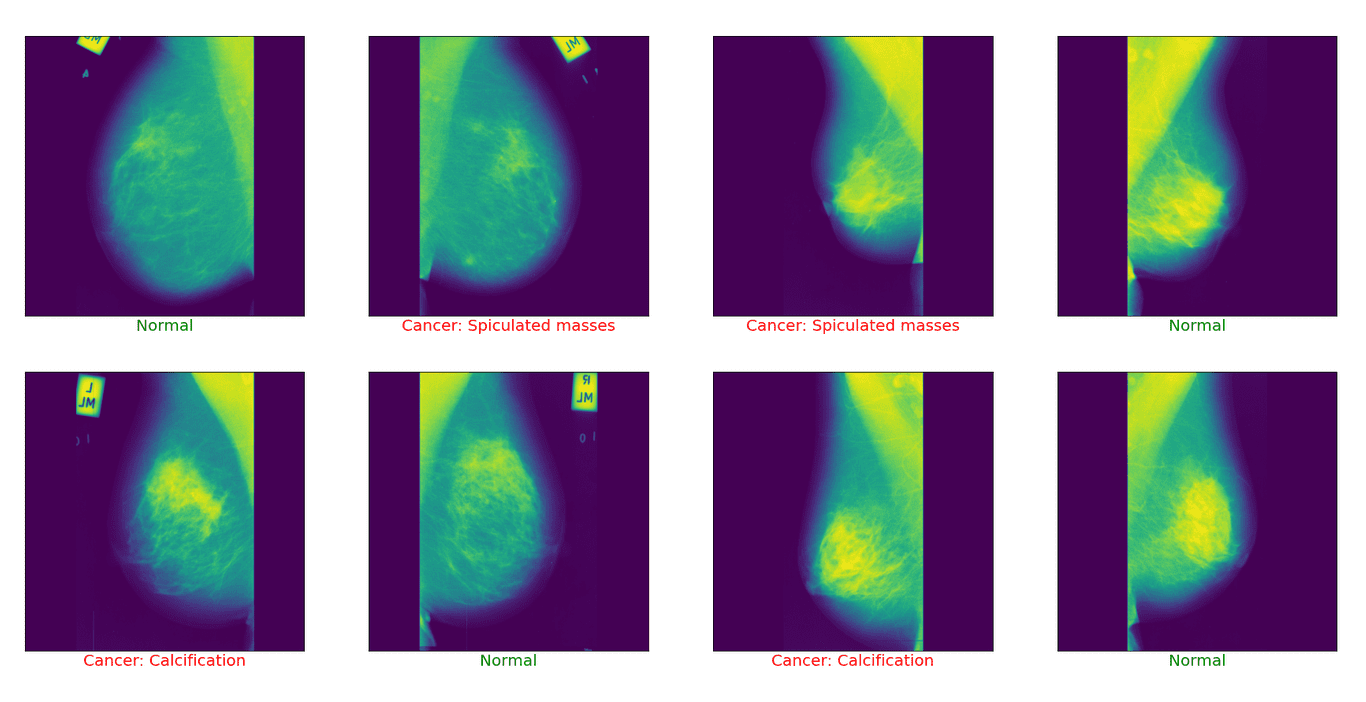 Normal
Cancer: Spiculated masses
Cancer: Spiculated masses
Normal
L
ML
R
ML
Cancer: Calcification
Normal
Cancer: Calcification
Normal